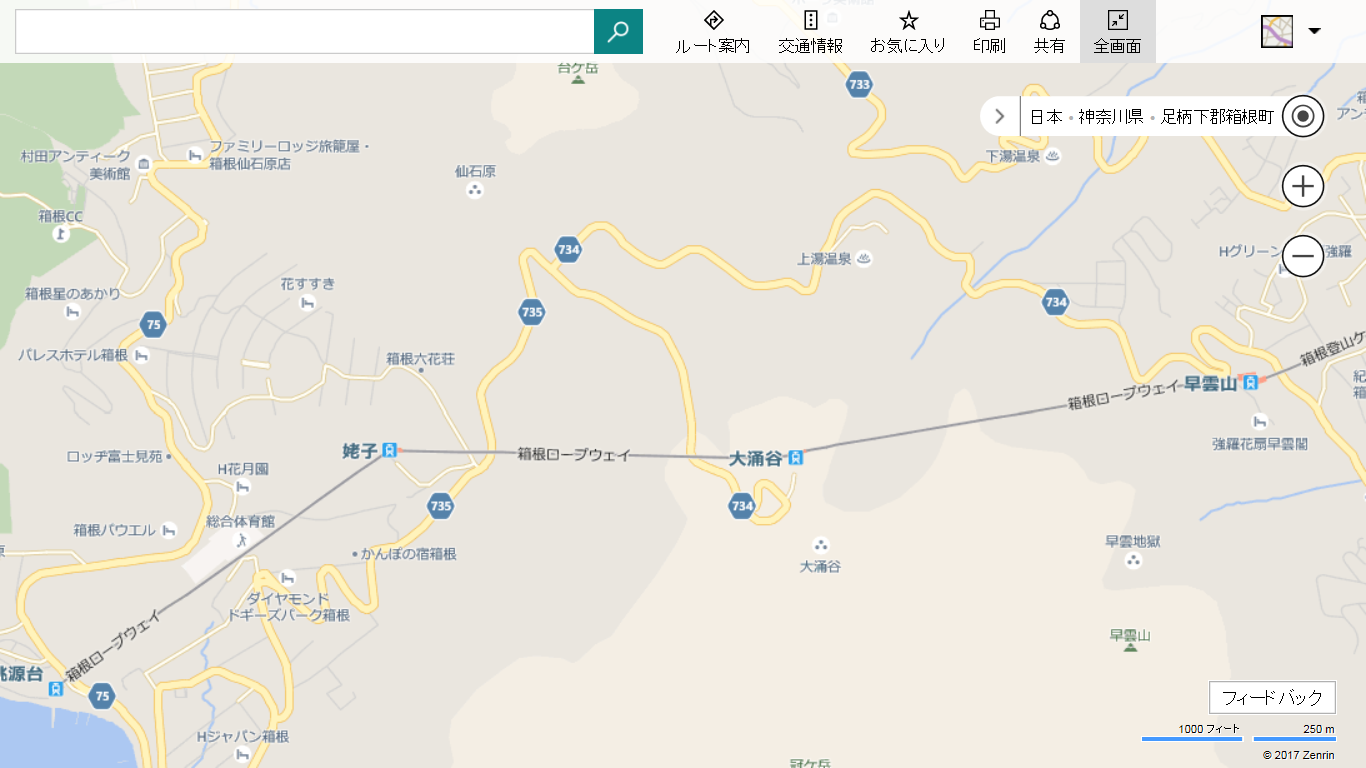 ルート案内
交通情報
お気に入り
印刷
共有
全画面
台ケ岳
733
日本・神奈川県・足柄下郡箱根町
ファミリーロッジ旅籠屋・
箱根仙石原店
村田アンティーク
美術館
下湯温泉
仙石原
箱根CC
734
上湯温泉
Hグリーン
強羅
花すすき
箱根星のあかり
75
735
734
パレスホテル箱根
箱根六花荘
箱根登山ケ
早雲山
箱根ロープウェイ
強羅花扇早雲閣
姥子
箱根ロープウェイ
大涌谷
ロッヂ富士見苑
H花月園
735
734
箱根パウエル
総合体育館
かんぽの宿箱根
大涌谷
早雲地獄
ダイヤモンド
ドギーズパーク箱根
箱根ロープウェイ
早雲山
桃源台
75
フィードバック
1000 フィート
250 m
Hジャパン箱根
冠ケ岳
© 2017 Zenrin